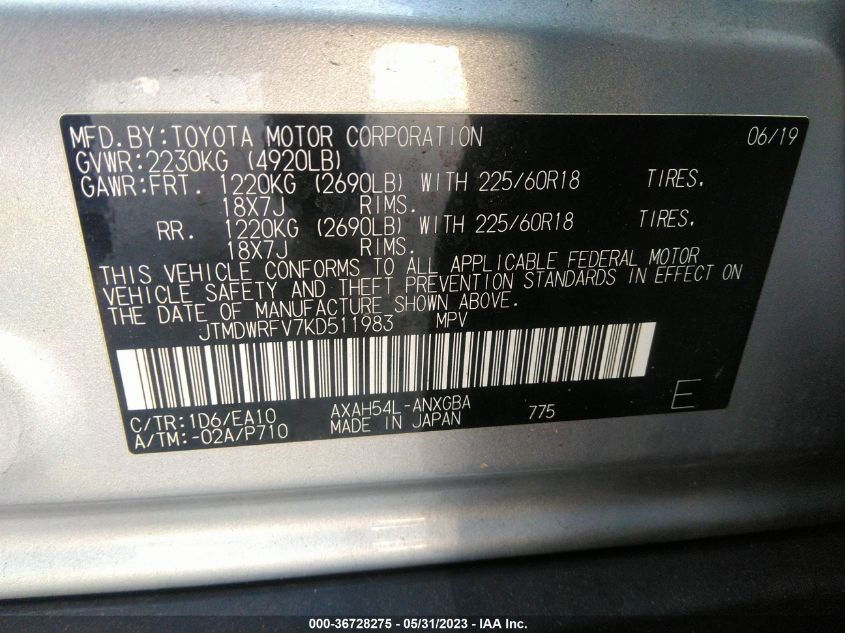 MFD.BY:TOYOTA MOTOR CORPORATION 06/19
GVWR:2230KG (4920LB)
GAWR:FRT. 1220KG (2690LB) WITH 225/60R18 TIRES.
18X7J RIMS.
RR. 1220KG (2690LB) WITH 225/60R18 TIRES.
18X7J RIMS.
THIS VEHICLE CONFORMS TO ALL APPLICABLE FEDERAL MOTOR
VEHICLE SAFETY AND THEFT PREVENTION STANDARDS IN EFFECT ON
THE DATE OF MANUFACTURE SHOWN ABOVE.
JTMDWRFV7KD511983 MPV
C/TR:1D6/EA10 AXAH54L-ANXGBA 775 E
A/TM:-02A/P710 MADE IN JAPAN
000-36728275 - 05/31/2023 - © IAA Inc.